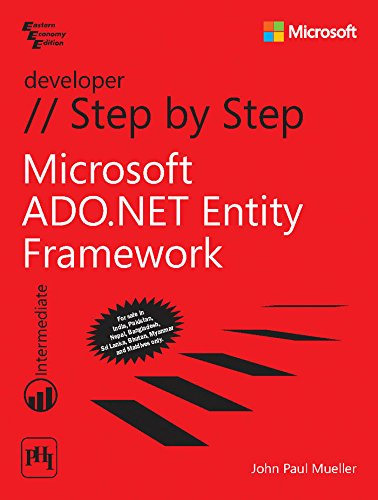 Eastern
Economy
Edition
Microsoft
developer
// Step by Step
Microsoft
ADO.NET Entity
Framework
Intermediate
For sale in
India, Pakistan,
Nepal, Bangladesh,
Sri Lanka, Bhutan, Myanmar
and Maldives only.
PHI
John Paul Mueller